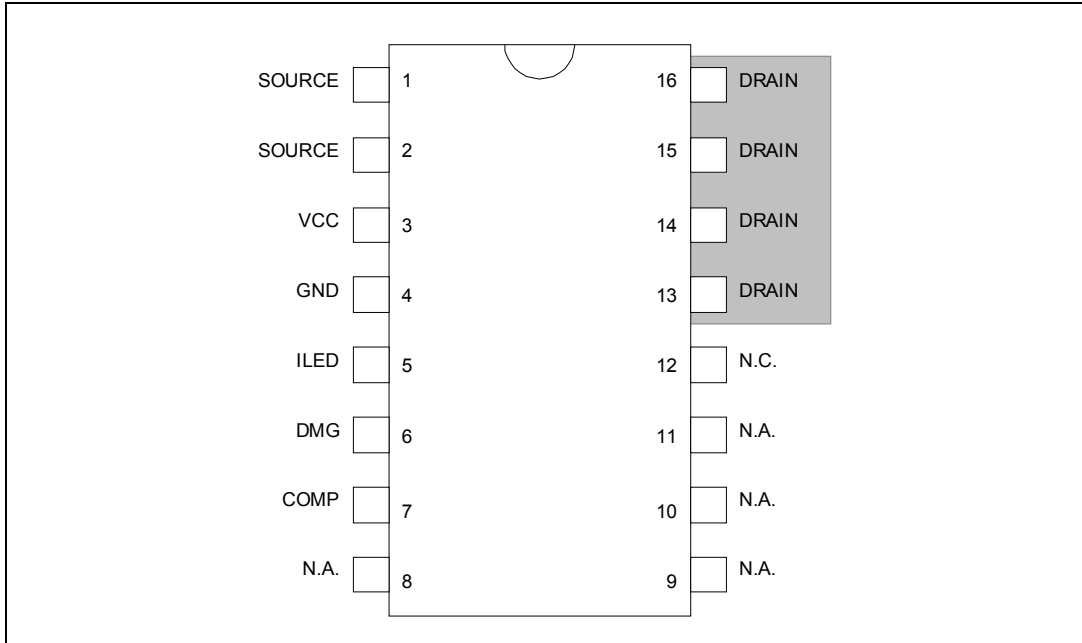 SOURCE 1 16 DRAIN
SOURCE 2 15 DRAIN
VCC 3 14 DRAIN
GND 4 13 DRAIN
ILED 5 12 N.C.
DMG 6 11 N.A.
COMP 7 10 N.A.
N.A. 8 9 N.A.